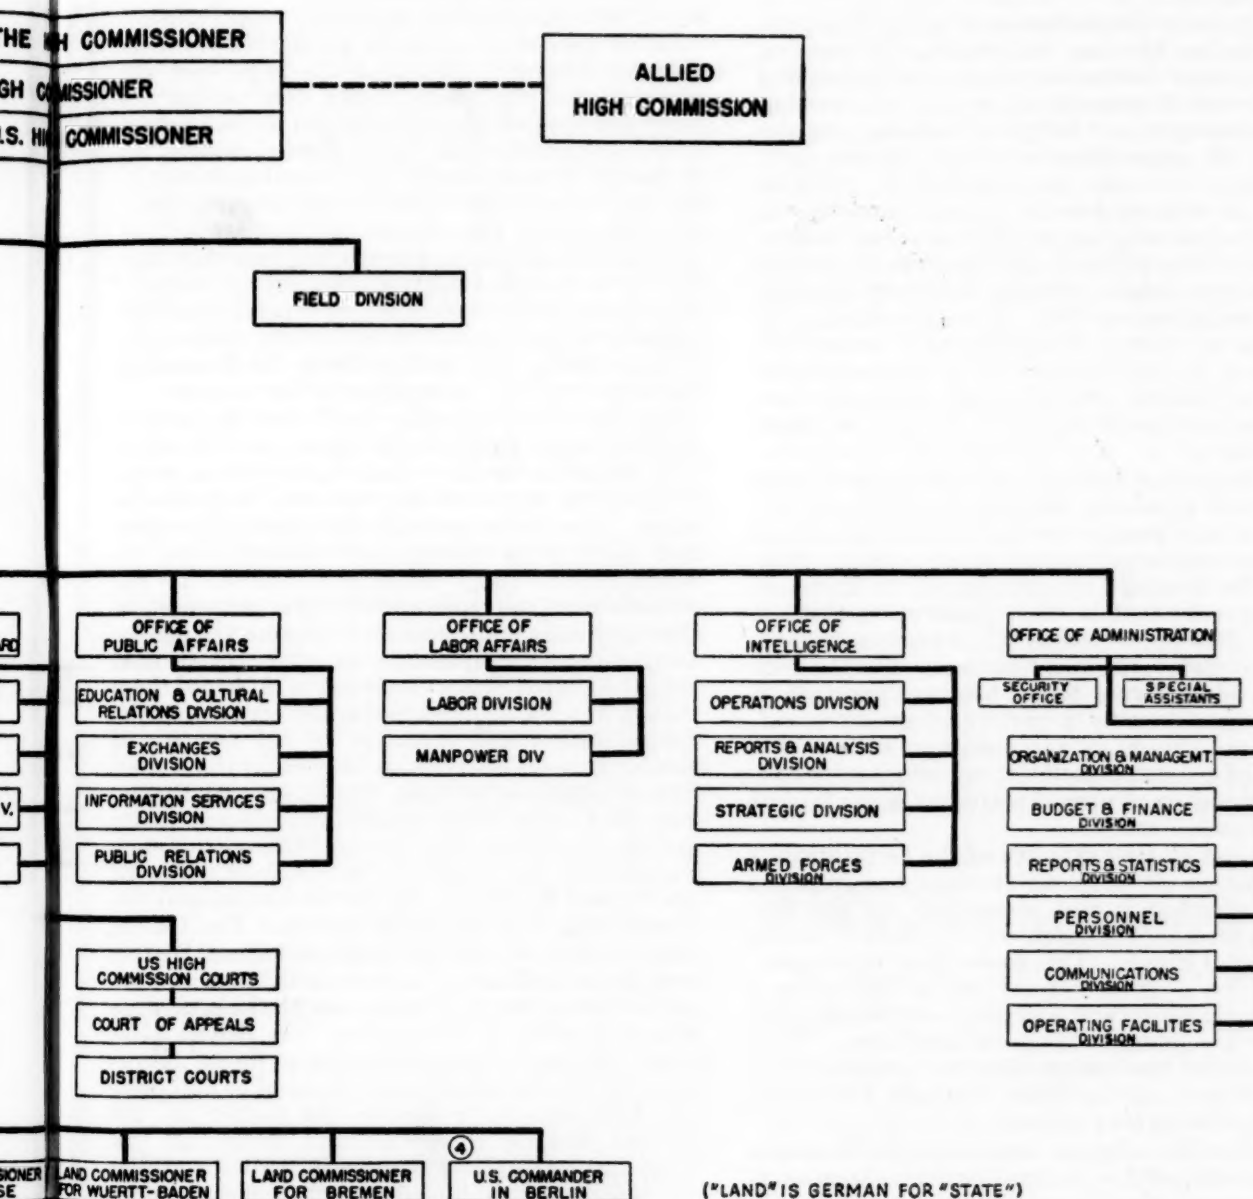 THE COMMISSIONER
COMMISSIONER
COMMISSIONER
ALLIED
HIGH COMMISSION
FIELD DIVISION
OFFICE OF
PUBLIC AFFAIRS
EDUCATION & CULTURAL
RELATIONS DIVISION
EXCHANGES
DIVISION
INFORMATION SERVICES
DIVISION
PUBLIC RELATIONS
DIVISION
US HIGH
COMMISSION COURTS
COURT OF APPEALS
DISTRICT COURTS
OFFICE OF
LABOR AFFAIRS
LABOR DIVISION
MANPOWER DIV
OFFICE OF
INTELLIGENCE
OPERATIONS DIVISION
REPORTS & ANALYSIS
DIVISION
STRATEGIC DIVISION
ARMED FORCES
DIVISION
OFFICE OF ADMINISTRATION
SECURITY
OFFICE
SPECIAL
ASSISTANTS
ORGANIZATION & MANAGEMT.
DIVISION
BUDGET & FINANCE
DIVISION
REPORTS & STATISTICS
DIVISION
PERSONNEL
DIVISION
COMMUNICATIONS
DIVISION
OPERATING FACILITIES
DIVISION
LAND COMMISSIONER
FOR WUERTT-BADEN
LAND COMMISSIONER
FOR BREMEN
4
U.S. COMMANDER
IN BERLIN
("LAND" IS GERMAN FOR "STATE")